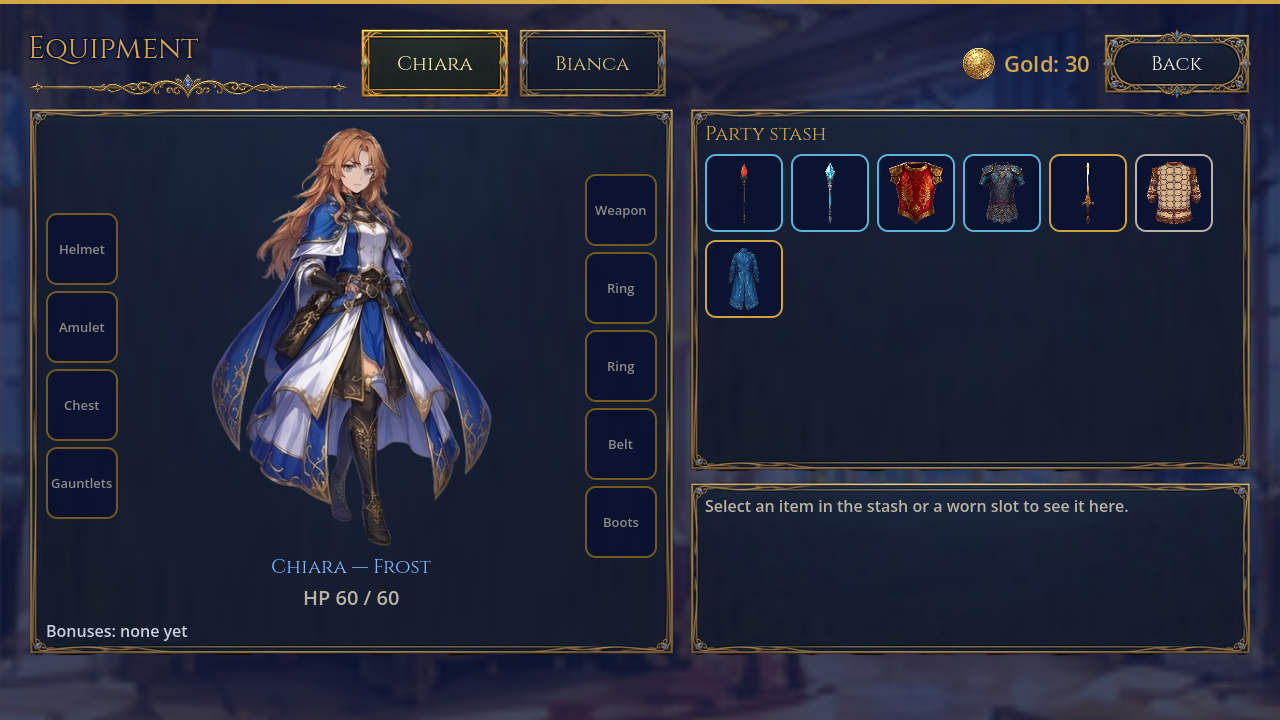 Equipment
Chiara
Bianca
Gold: 30
Back
Helmet
Amulet
Chest
Gauntlets
Weapon
Ring
Ring
Belt
Boots
Chiara — Frost
HP 60 / 60
Bonuses: none yet
Party stash
Select an item in the stash or a worn slot to see it here.